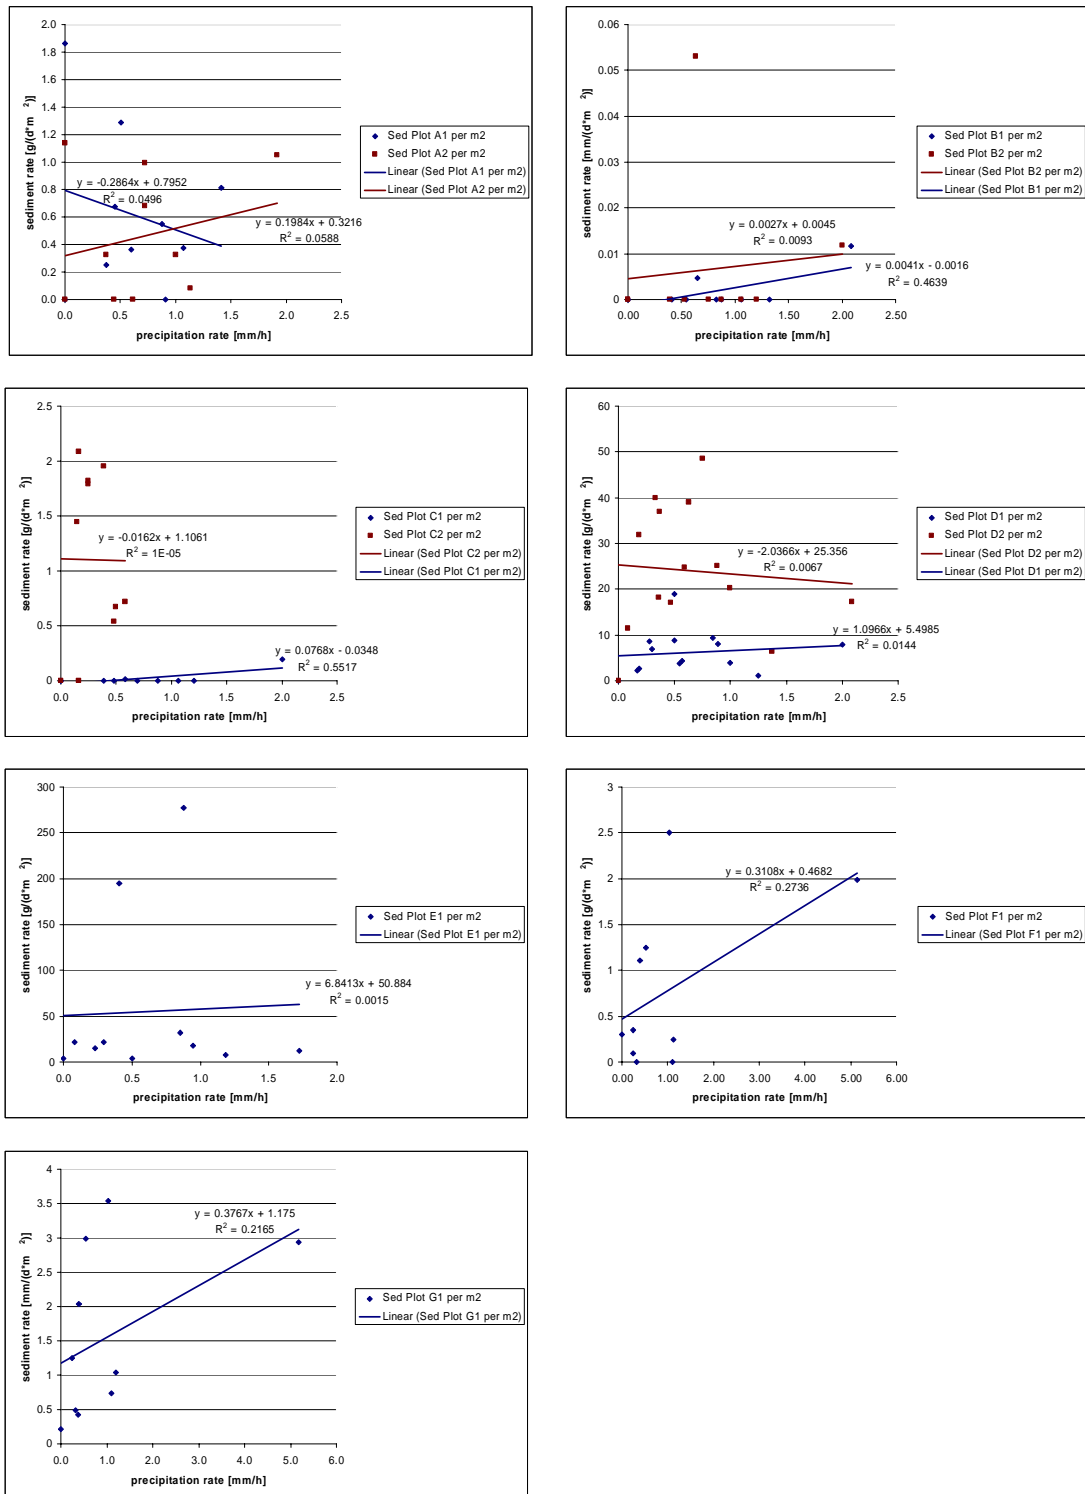 2.0
1.8
1.6
1.4
1.2
1.0
0.8
0.6
0.4
0.2
0.0
0.0 0.5 1.0 1.5 2.0 2.5
sediment rate [g/(d*m 2)]
precipitation rate [mm/h]
y = -0.2864x + 0.7952
R2 = 0.0496
y = 0.1984x + 0.3216
R2 = 0.0588
Sed Plot A1 per m2
Sed Plot A2 per m2
Linear (Sed Plot A1 per m2)
Linear (Sed Plot A2 per m2)
0.06
0.05
0.04
0.03
0.02
0.01
0
0.00 0.50 1.00 1.50 2.00 2.50
sediment rate [mm/(d*m 2)]
precipitation rate [mm/h]
y = 0.0027x + 0.0045
R2 = 0.0093
y = 0.0041x - 0.0016
R2 = 0.4639
Sed Plot B1 per m2
Sed Plot B2 per m2
Linear (Sed Plot B2 per m2)
Linear (Sed Plot B1 per m2)
2.5
2
1.5
1
0.5
0
0.0 0.5 1.0 1.5 2.0 2.5
sediment rate [g/(d*m 2)]
precipitation rate [mm/h]
y = -0.0162x + 1.1061
R2 = 1E-05
y = 0.0768x - 0.0348
R2 = 0.5517
Sed Plot C1 per m2
Sed Plot C2 per m2
Linear (Sed Plot C2 per m2)
Linear (Sed Plot C1 per m2)
60
50
40
30
20
10
0
0.0 0.5 1.0 1.5 2.0 2.5
sediment rate [g/(d*m 2)]
precipitation rate [mm/h]
y = -2.0366x + 25.356
R2 = 0.0067
y = 1.0966x + 5.4985
R2 = 0.0144
Sed Plot D1 per m2
Sed Plot D2 per m2
Linear (Sed Plot D2 per m2)
Linear (Sed Plot D1 per m2)
300
250
200
150
100
50
0
0.0 0.5 1.0 1.5 2.0
sediment rate [g/(d*m 2)]
precipitation rate [mm/h]
y = 6.8413x + 50.884
R2 = 0.0015
Sed Plot E1 per m2
Linear (Sed Plot E1 per m2)
3
2.5
2
1.5
1
0.5
0
0.00 1.00 2.00 3.00 4.00 5.00 6.00
sediment rate [g/(d*m 2)]
precipitation rate [mm/h]
y = 0.3108x + 0.4682
R2 = 0.2736
Sed Plot F1 per m2
Linear (Sed Plot F1 per m2)
4
3.5
3
2.5
2
1.5
1
0.5
0
0.0 1.0 2.0 3.0 4.0 5.0 6.0
sediment rate [mm/(d*m 2)]
precipitation rate [mm/h]
y = 0.3767x + 1.175
R2 = 0.2165
Sed Plot G1 per m2
Linear (Sed Plot G1 per m2)